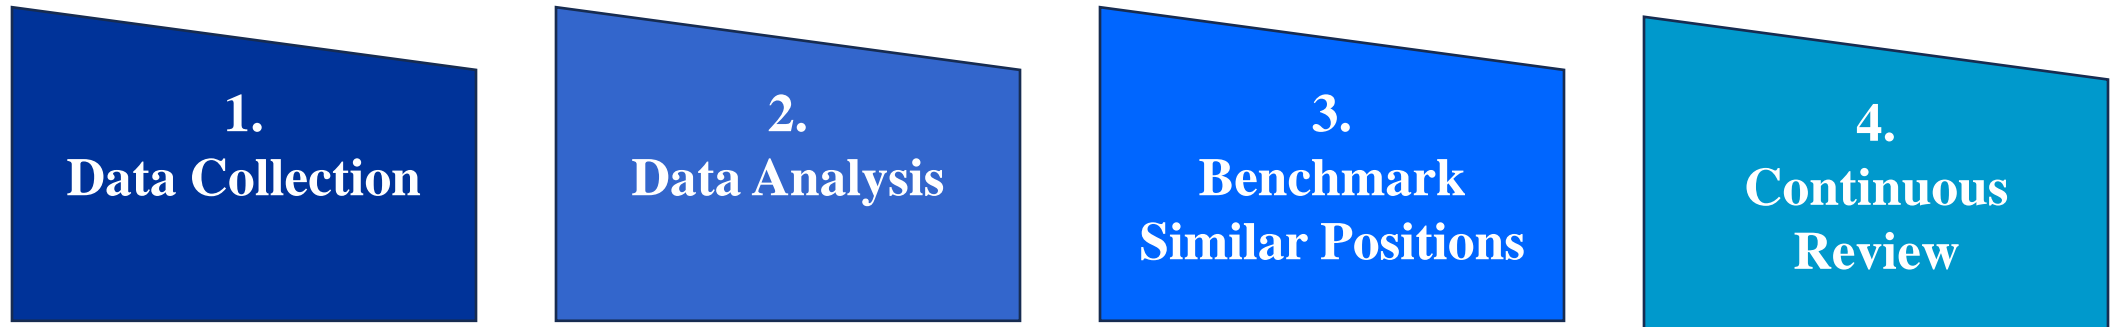 1.
Data Collection
2.
Data Analysis
3.
Benchmark
Similar Positions
4.
Continuous
Review